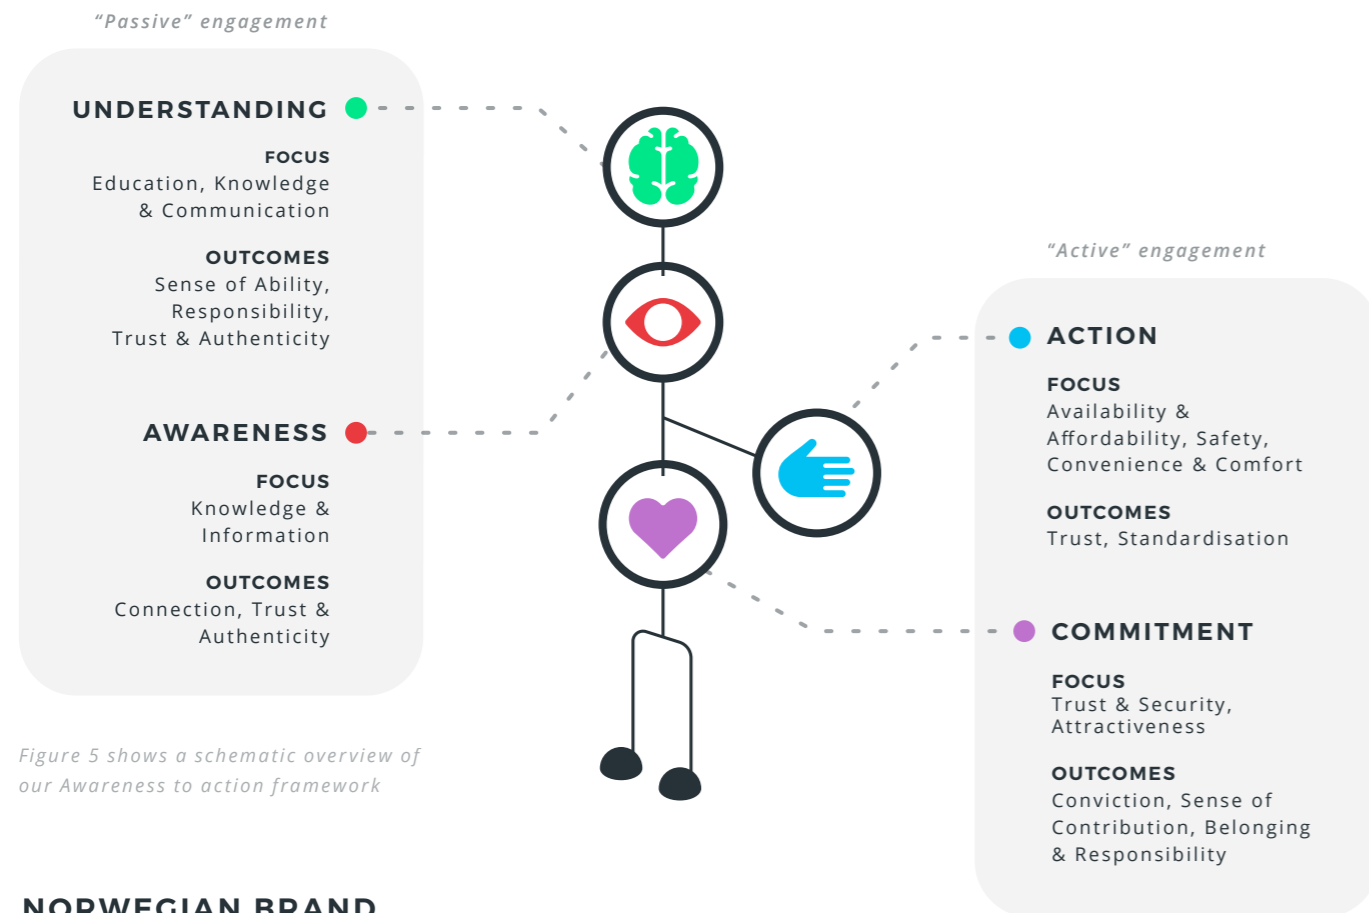 “Passive” engagement
UNDERSTANDING
FOCUS
Education, Knowledge
& Communication
OUTCOMES
Sense of Ability,
Responsibility,
Trust & Authenticity
AWARENESS
FOCUS
Knowledge &
Information
OUTCOMES
Connection, Trust &
Authenticity
“Active” engagement
ACTION
FOCUS
Availability &
Affordability, Safety,
Convenience & Comfort
OUTCOMES
Trust, Standardisation
COMMITMENT
FOCUS
Trust & Security,
Attractiveness
OUTCOMES
Conviction, Sense of
Contribution, Belonging
& Responsibility
Figure 5 shows a schematic overview of
our Awareness to action framework
NORWEGIAN BRAND